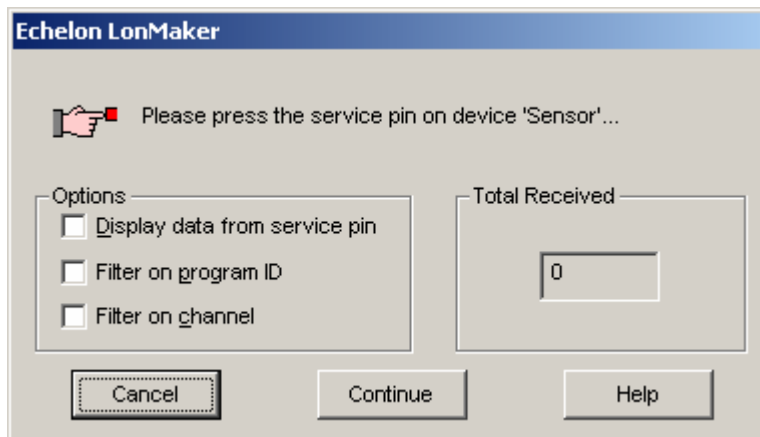 Echelon LonMaker
Please press the service pin on device 'Sensor'...
Options
Display data from service pin
Filter on program ID
Filter on channel
Total Received
0
Cancel
Continue
Help